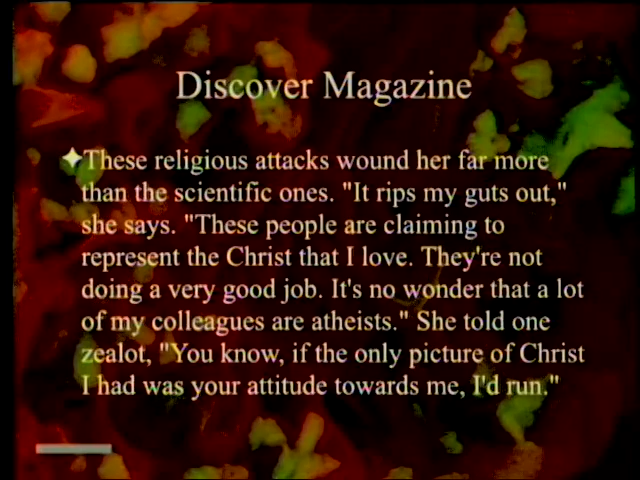 Discover Magazine
These religious attacks wound her far more
than the scientific ones. "It rips my guts out,"
she says. "These people are claiming to
represent the Christ that I love. They're not
doing a very good job. It's no wonder that a lot
of my colleagues are atheists." She told one
zealot, "You know, if the only picture of Christ
I had was your attitude towards me, I'd run."